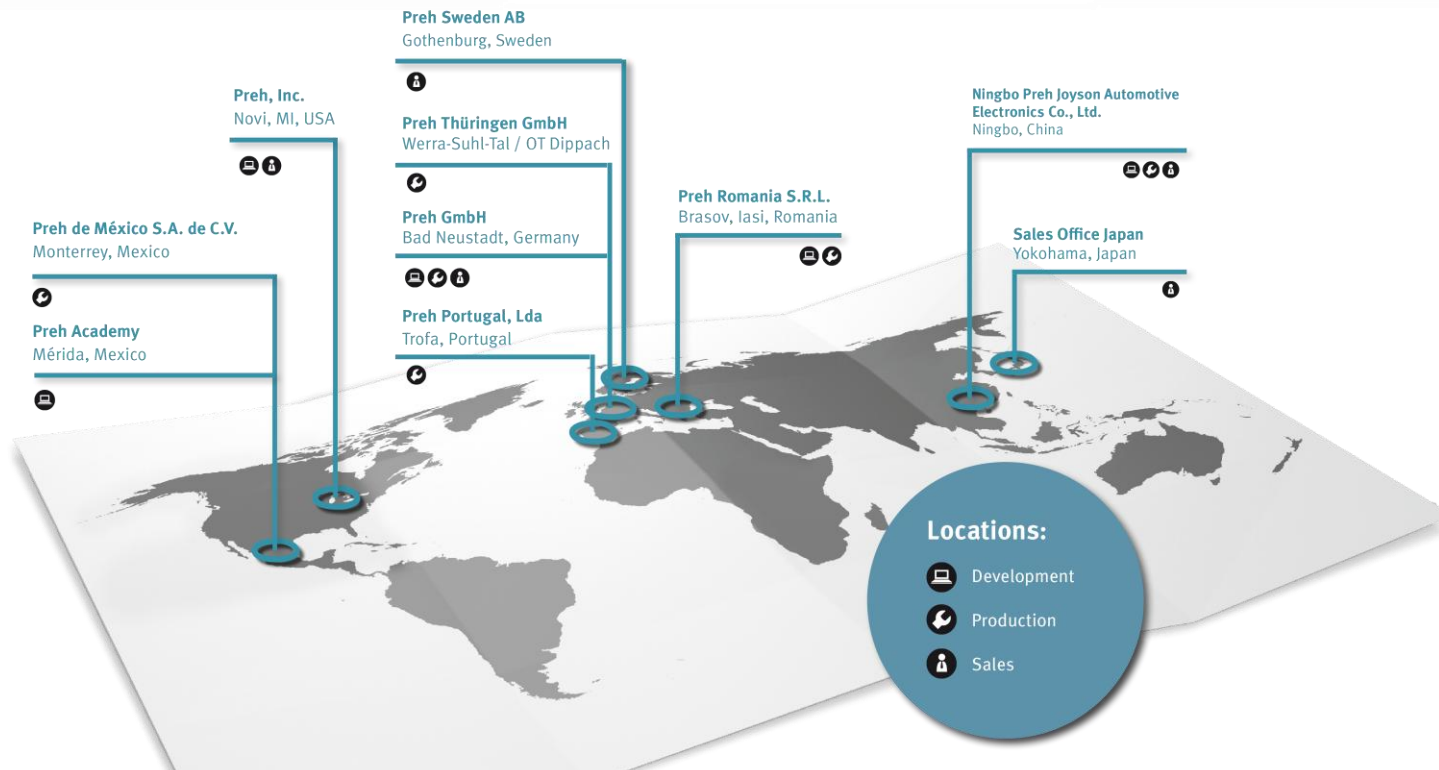 Preh Sweden AB
Gothenburg, Sweden
Preh, Inc.
Novi, MI, USA
Preh Thüringen GmbH
Werra-Suhl-Tal / OT Dippach
Ningbo Preh Joyson Automotive
Electronics Co., Ltd.
Ningbo, China
Preh de México S.A. de C.V.
Monterrey, Mexico
Preh GmbH
Bad Neustadt, Germany
Preh Romania S.R.L.
Brasov, Iasi, Romania
Sales Office Japan
Yokohama, Japan
Preh Academy
Mérida, Mexico
Preh Portugal, Lda
Trofa, Portugal
Locations:
Development
Production
Sales